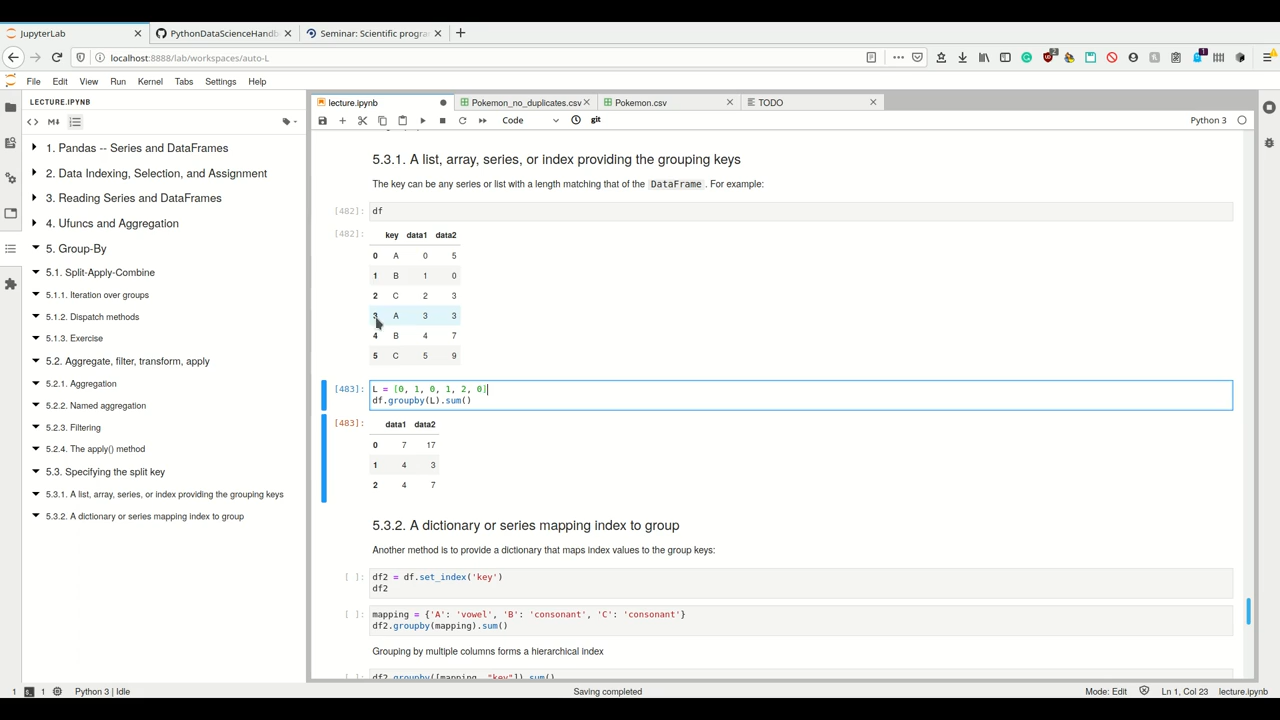 JupyterLab
PythonDataScienceHandb
Seminar: Scientific progra
localhost:8888/lab/workspaces/auto-L
File Edit View Run Kernel Tabs Settings Help
LECTURE.IPYNB
1. Pandas -- Series and DataFrames
2. Data Indexing, Selection, and Assignment
3. Reading Series and DataFrames
4. Ufuncs and Aggregation
5. Group-By
5.1. Split-Apply-Combine
5.1.1. Iteration over groups
5.1.2. Dispatch methods
5.1.3. Exercise
5.2. Aggregate, filter, transform, apply
5.2.1. Aggregation
5.2.2. Named aggregation
5.2.3. Filtering
5.2.4. The apply() method
5.3. Specifying the split key
5.3.1. A list, array, series, or index providing the grouping keys
5.3.2. A dictionary or series mapping index to group
lecture.ipynb
Pokemon_no_duplicates.csv
Pokemon.csv
TODO
Code
git
Python 3
5.3.1. A list, array, series, or index providing the grouping keys
The key can be any series or list with a length matching that of the DataFrame. For example:
[482]: df
[482]: key data1 data2
0 A 0 5
1 B 1 0
2 C 2 3
3 A 3 3
4 B 4 7
5 C 5 9
[483]: L = [0, 1, 0, 1, 2, 0]
df.groupby(L).sum()
[483]: data1 data2
0 7 17
1 4 3
2 4 7
5.3.2. A dictionary or series mapping index to group
Another method is to provide a dictionary that maps index values to the group keys:
[ ]: df2 = df.set_index('key')
df2
[ ]: mapping = {'A': 'vowel', 'B': 'consonant', 'C': 'consonant'}
df2.groupby(mapping).sum()
Grouping by multiple columns forms a hierarchical index
df2.groupby([mapping, "key"]).sum()
1 1 Python 3 | Idle
Saving completed
Mode: Edit
Ln 1, Col 23
lecture.ipynb